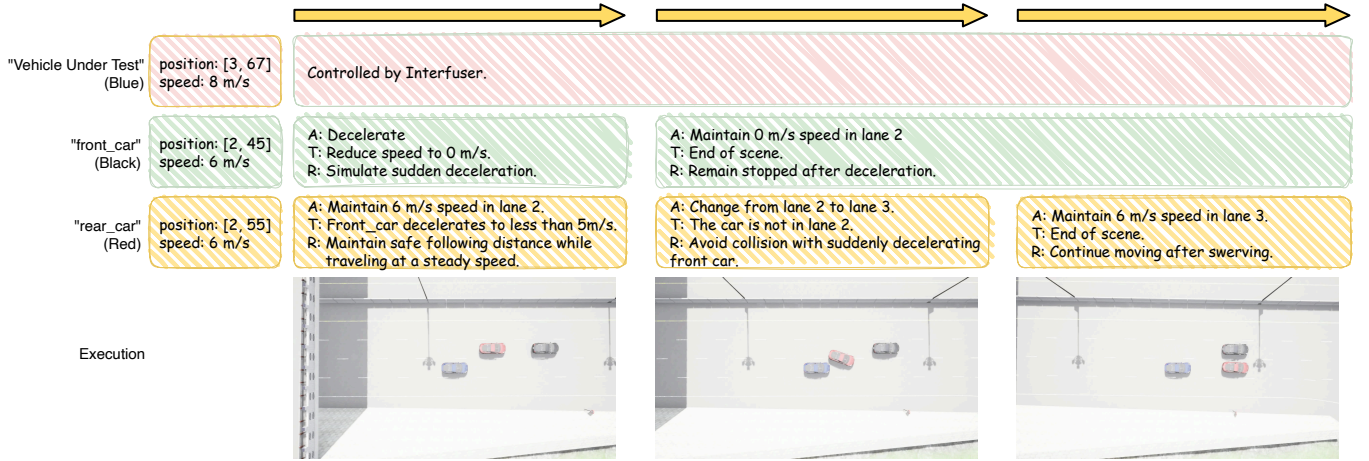 "Vehicle Under Test"
(Blue)
position: [3, 67]
speed: 8 m/s
Controlled by Interfuser.
"front_car"
(Black)
position: [2, 45]
speed: 6 m/s
A: Decelerate
T: Reduce speed to 0 m/s.
R: Simulate sudden deceleration.
A: Maintain 0 m/s speed in lane 2
T: End of scene.
R: Remain stopped after deceleration.
"rear_car"
(Red)
position: [2, 55]
speed: 6 m/s
A: Maintain 6 m/s speed in lane 2.
T: Front_car decelerates to less than 5m/s.
R: Maintain safe following distance while
traveling at a steady speed.
A: Change from lane 2 to lane 3.
T: The car is not in lane 2.
R: Avoid collision with suddenly decelerating
front car.
A: Maintain 6 m/s speed in lane 3.
T: End of scene.
R: Continue moving after swerving.
Execution